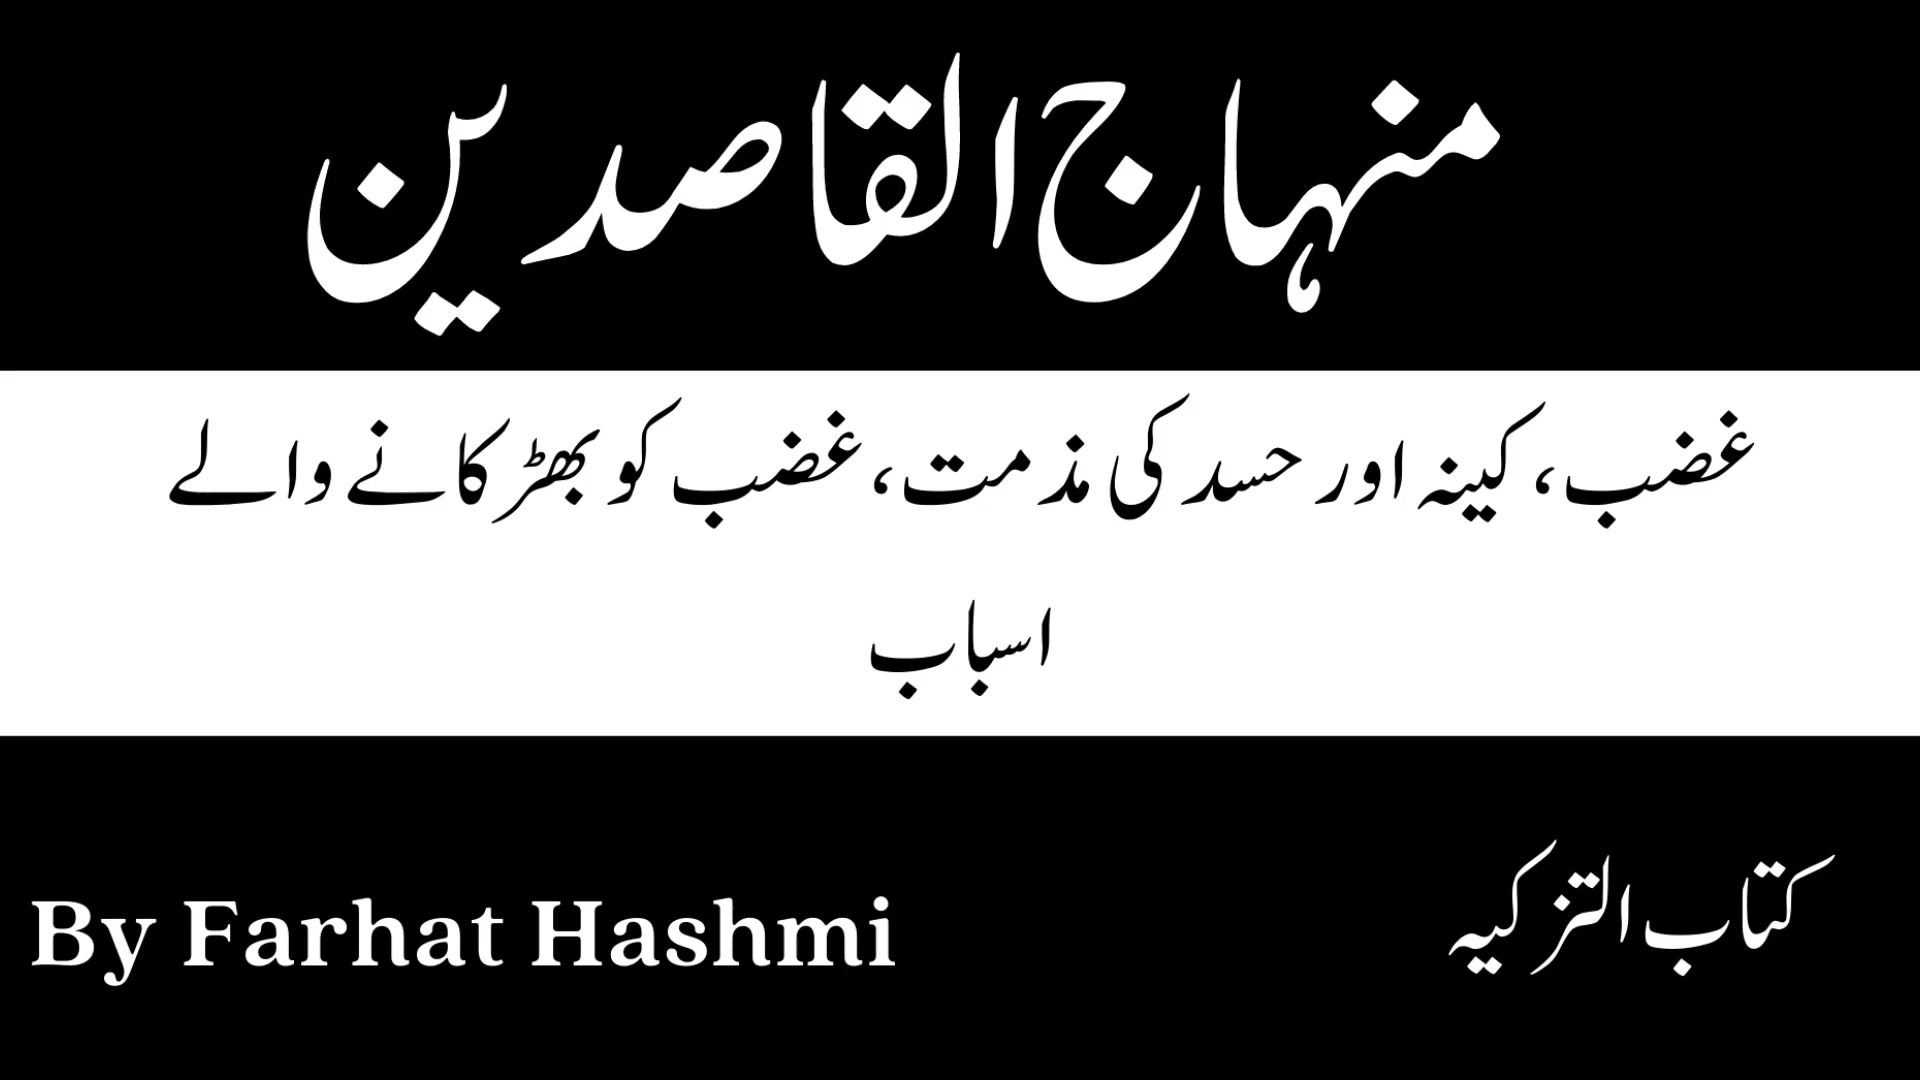 منہاج القاصدین
غضب، کینہ اور حسد کی مذمت، غضب کو بھڑکانے والے
اسباب
کتاب التزکیہ
By Farhat Hashmi